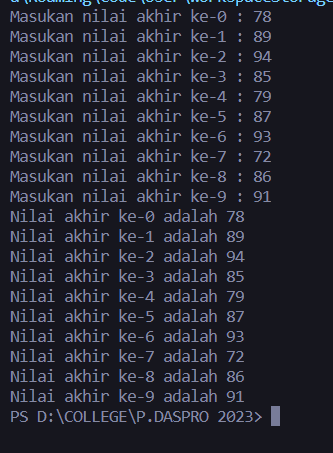 Masukan nilai akhir ke-0 : 78
Masukan nilai akhir ke-1 : 89
Masukan nilai akhir ke-2 : 94
Masukan nilai akhir ke-3 : 85
Masukan nilai akhir ke-4 : 79
Masukan nilai akhir ke-5 : 87
Masukan nilai akhir ke-6 : 93
Masukan nilai akhir ke-7 : 72
Masukan nilai akhir ke-8 : 86
Masukan nilai akhir ke-9 : 91
Nilai akhir ke-0 adalah 78
Nilai akhir ke-1 adalah 89
Nilai akhir ke-2 adalah 94
Nilai akhir ke-3 adalah 85
Nilai akhir ke-4 adalah 79
Nilai akhir ke-5 adalah 87
Nilai akhir ke-6 adalah 93
Nilai akhir ke-7 adalah 72
Nilai akhir ke-8 adalah 86
Nilai akhir ke-9 adalah 91
PS D:\COLLEGE\P.DASPRO 2023>